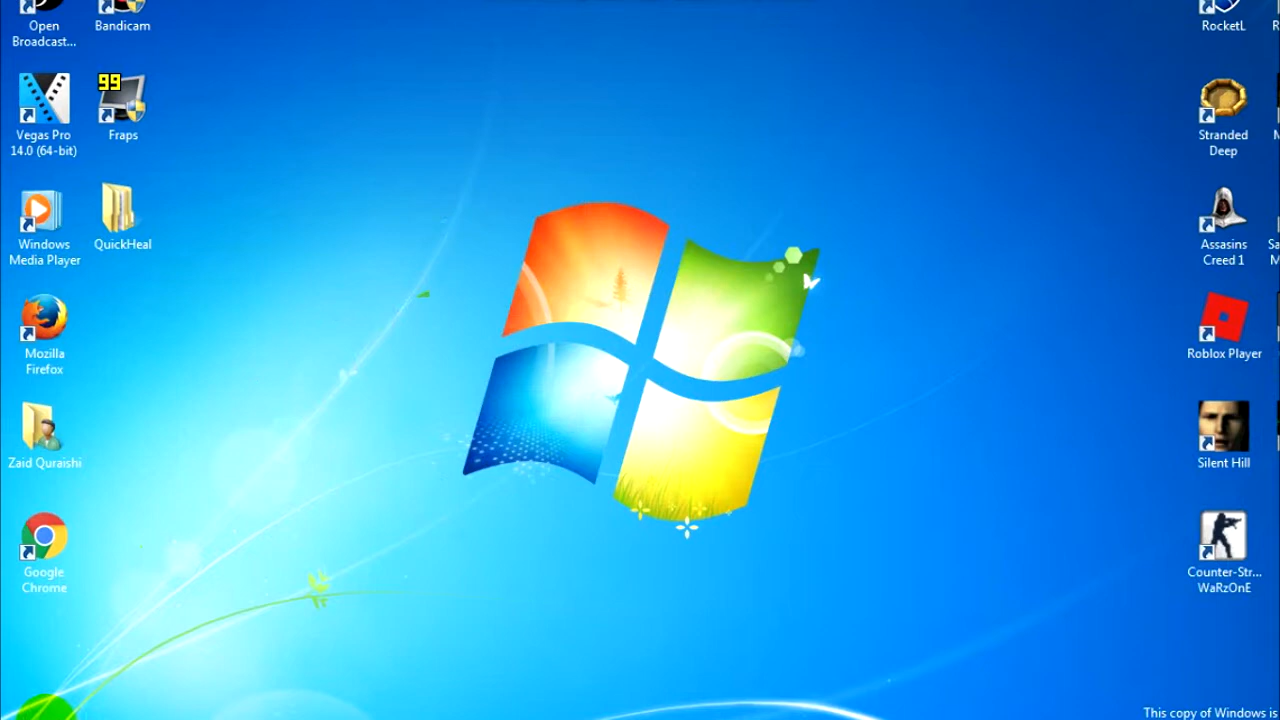 Open
Broadcast...
Bandicam
99
Vegas Pro
14.0 (64-bit)
Fraps
Windows
Media Player
QuickHeal
Mozilla
Firefox
Zaid Quraishi
Google
Chrome
RocketL
Stranded
Deep
Assasins
Creed 1
Roblox Player
Silent Hill
Counter-Str...
WaRzOnE
This copy of Windows is